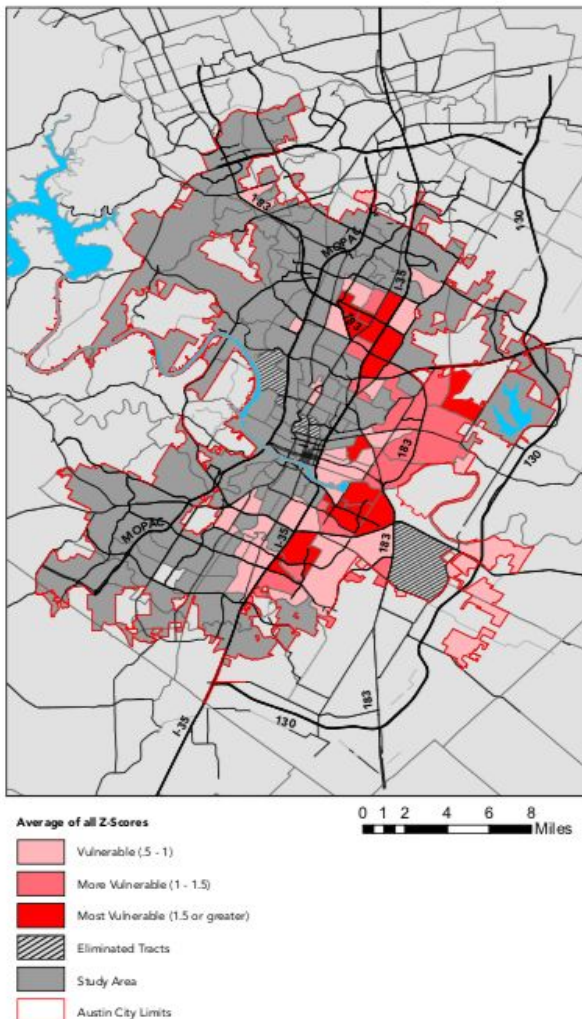 183
MOPAC
I-35
130
183
183
130
MOPAC
I-35
183
183
130
I-35
0 1 2 4 6 8
Miles
Average of all Z-Scores
Vulnerable (.5 - 1)
More Vulnerable (1 - 1.5)
Most Vulnerable (1.5 or greater)
Eliminated Tracts
Study Area
Austin City Limits